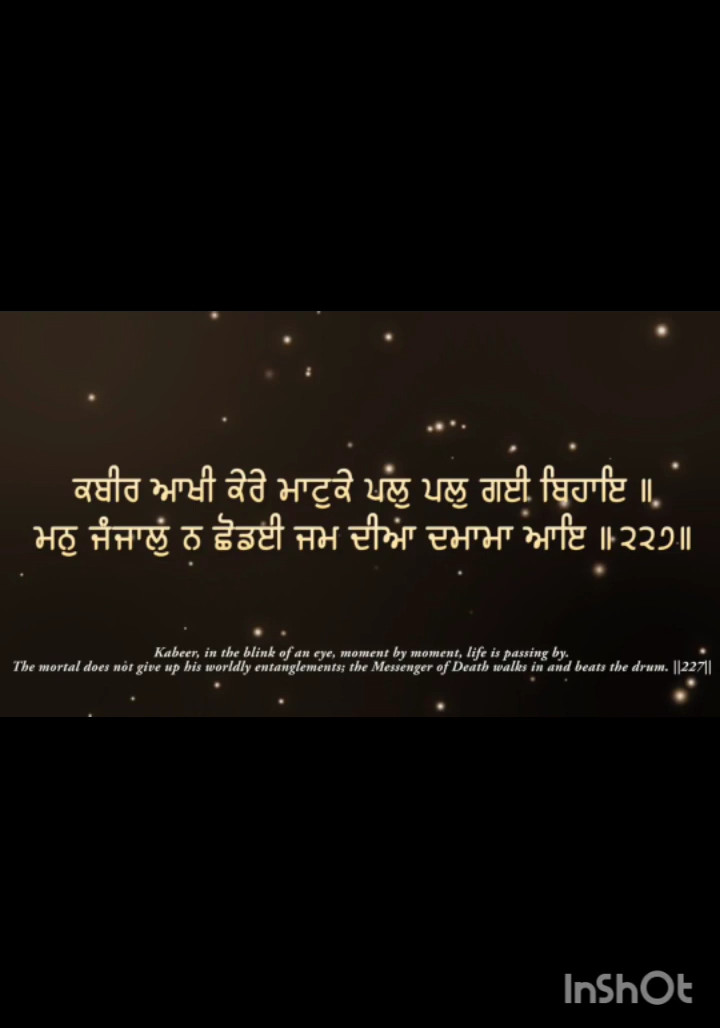 ਕਬੀਰ ਆਖੀ ਕੇਰੇ ਮਾਟੁਕੇ ਪਲੁ ਪਲੁ ਗਈ ਬਿਹਾਇ ॥
ਮਨੁ ਜੰਜਾਲੁ ਨ ਛੋਡਈ ਜਮ ਦੀਆ ਦਮਾਮਾ ਆਇ ॥੨੨੭॥
Kabeer, in the blink of an eye, moment by moment, life is passing by.
The mortal does not give up his worldly entanglements; the Messenger of Death walks in and beats the drum. ||227||
InShOt